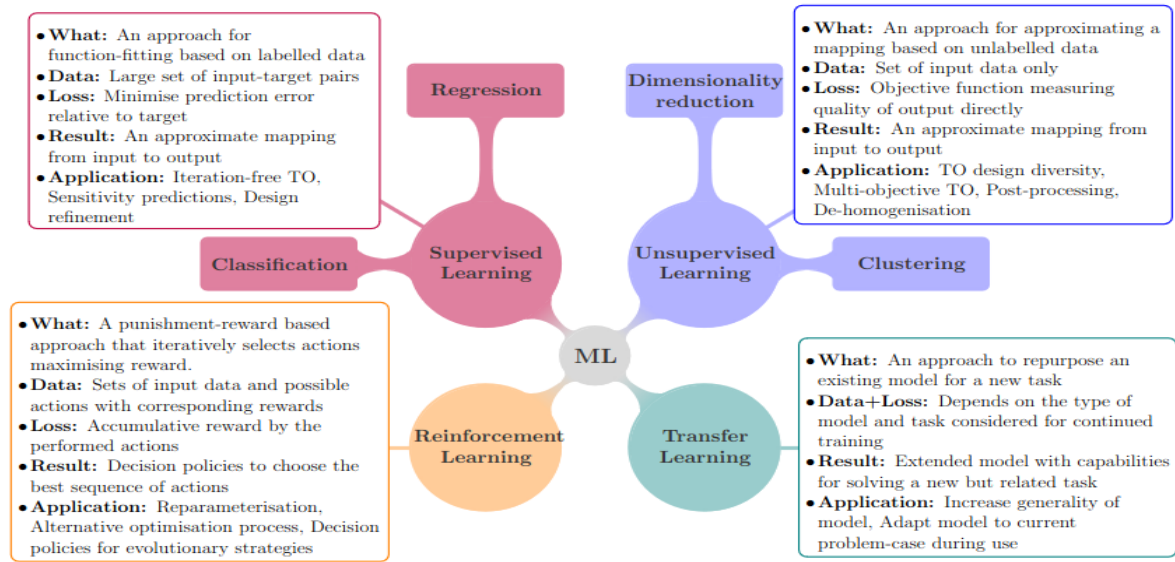 • What: An approach for
function-fitting based on labelled data
• Data: Large set of input-target pairs
• Loss: Minimise prediction error
relative to target
• Result: An approximate mapping
from input to output
• Application: Iteration-free TO,
Sensitivity predictions, Design
refinement
Regression
Dimensionality
reduction
• What: An approach for approximating a
mapping based on unlabelled data
• Data: Set of input data only
• Loss: Objective function measuring
quality of output directly
• Result: An approximate mapping from
input to output
• Application: TO design diversity,
Multi-objective TO, Post-processing,
De-homogenisation
Classification
Supervised
Learning
Unsupervised
Learning
Clustering
ML
• What: A punishment-reward based
approach that iteratively selects actions
maximising reward.
• Data: Sets of input data and possible
actions with corresponding rewards
• Loss: Accumulative reward by the
performed actions
• Result: Decision policies to choose the
best sequence of actions
• Application: Reparameterisation,
Alternative optimisation process, Decision
policies for evolutionary strategies
Reinforcement
Learning
Transfer
Learning
• What: An approach to repurpose an
existing model for a new task
• Data+Loss: Depends on the type of
model and task considered for continued
training
• Result: Extended model with capabilities
for solving a new but related task
• Application: Increase generality of
model, Adapt model to current
problem-case during use